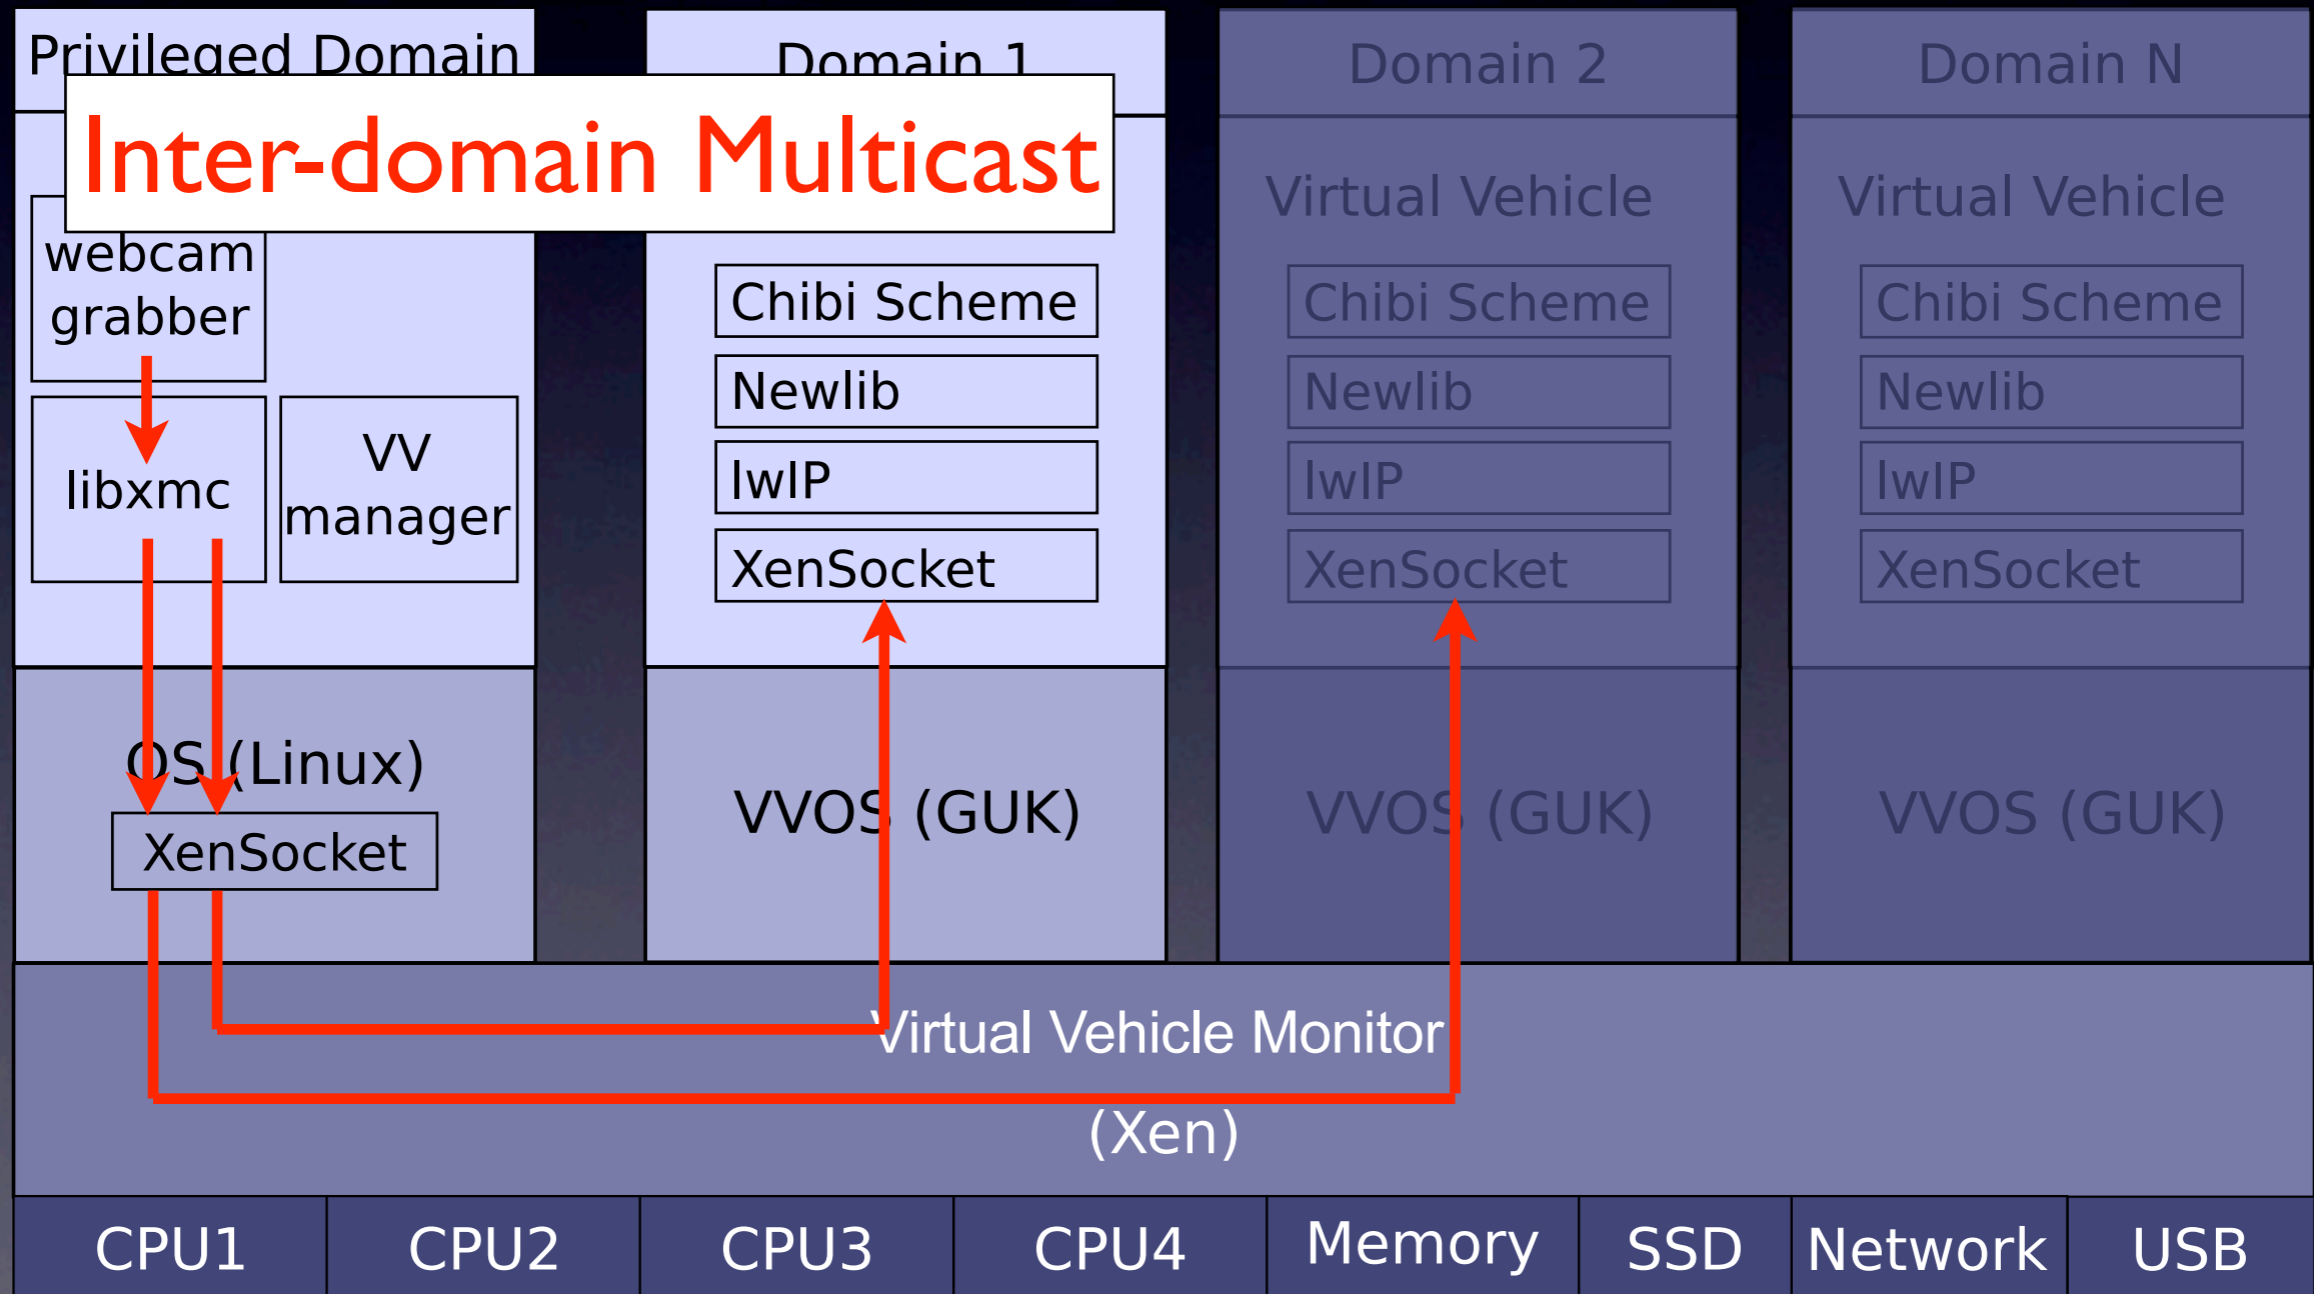 Privileged Domain
Inter-domain Multicast
webcam
grabber
libxmc
VV
manager
OS (Linux)
XenSocket
Domain 1
Chibi Scheme
Newlib
lwIP
XenSocket
VVOS (GUK)
Domain 2
Virtual Vehicle
Chibi Scheme
Newlib
lwIP
XenSocket
VVOS (GUK)
Domain N
Virtual Vehicle
Chibi Scheme
Newlib
lwIP
XenSocket
VVOS (GUK)
Virtual Vehicle Monitor
(Xen)
CPU1
CPU2
CPU3
CPU4
Memory
SSD
Network
USB